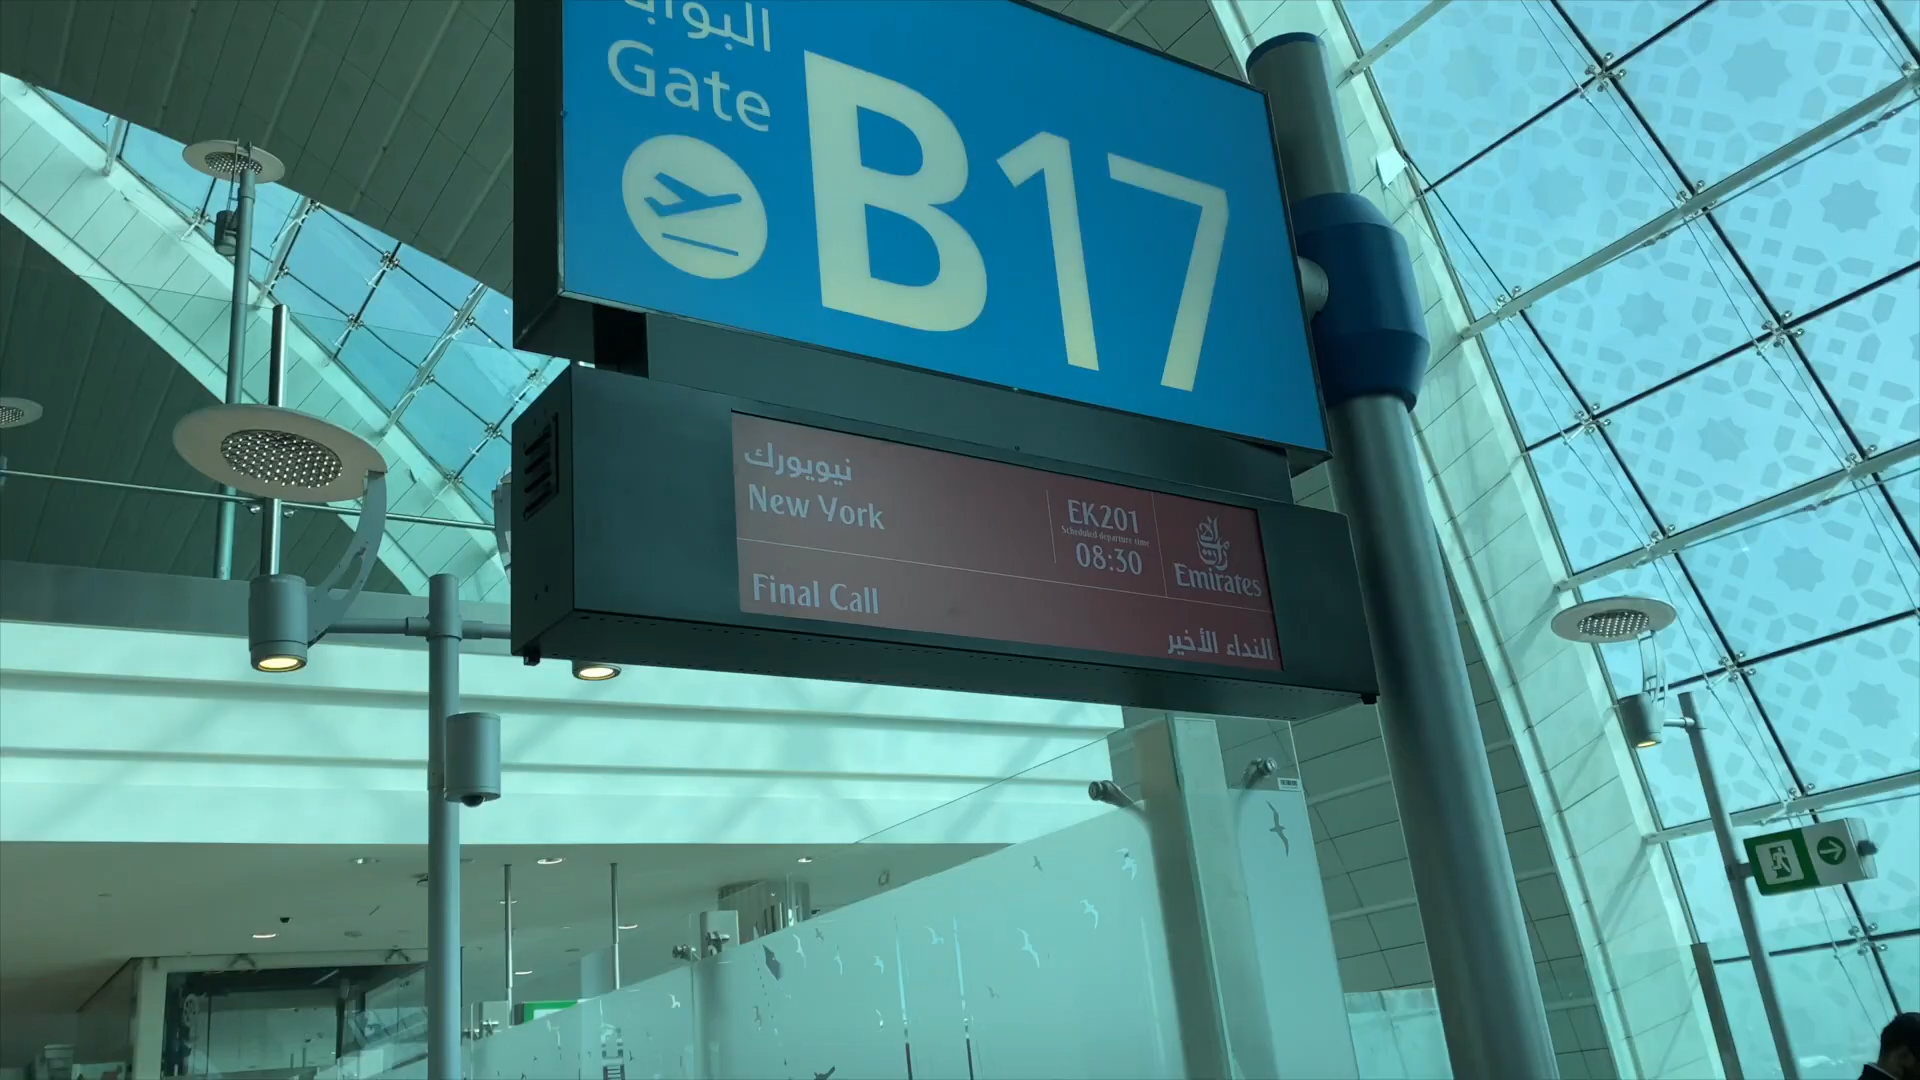 البوابة
Gate
B17
نيويورك
New York
EK201
Scheduled departure time
08:30
Emirates
Final Call
النداء الأخير